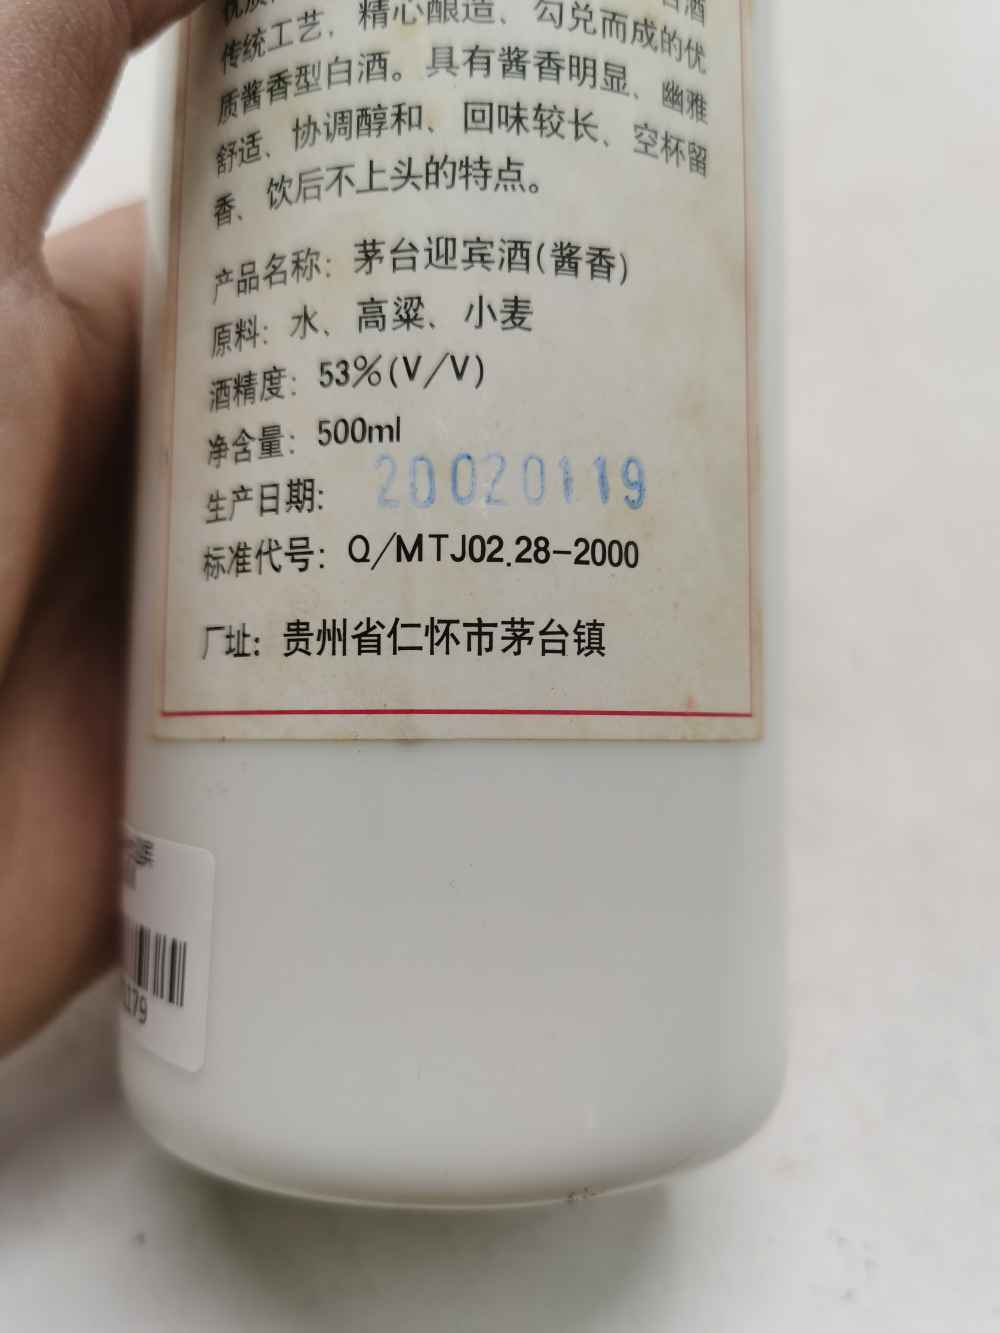 传统工艺，精心酿造、勾兑而成的优
质酱香型白酒。具有酱香明显、幽雅
舒适、协调醇和、回味较长、空杯留
香、饮后不上头的特点。
产品名称：茅台迎宾酒(酱香)
原料：水、高粱、小麦
酒精度：53%(V/V)
净含量：500ml
生产日期：20020119
标准代号：Q/MTJ02.28-2000
厂址：贵州省仁怀市茅台镇
179